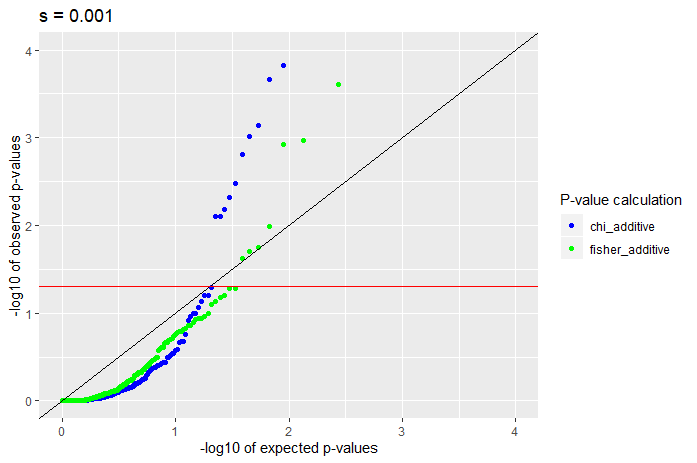 s = 0.001
-log10 of observed p-values
4
3
2
1
0
0
1
2
3
4
-log10 of expected p-values
P-value calculation
chi_additive
fisher_additive